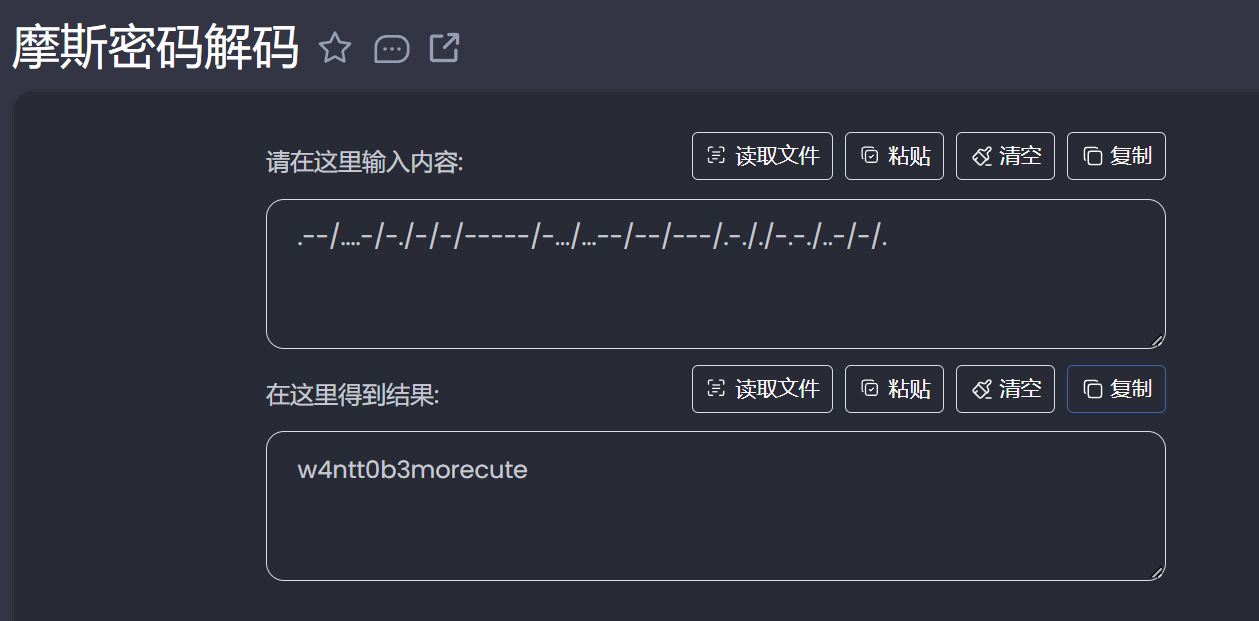 摩斯密码解码
请在这里输入内容: 读取文件 粘贴 清空 复制
.--/....-/-./-/-/-----/-.../...--/--/---/.-././-.-./..-/-/.
在这里得到结果: 读取文件 粘贴 清空 复制
w4ntt0b3morecute